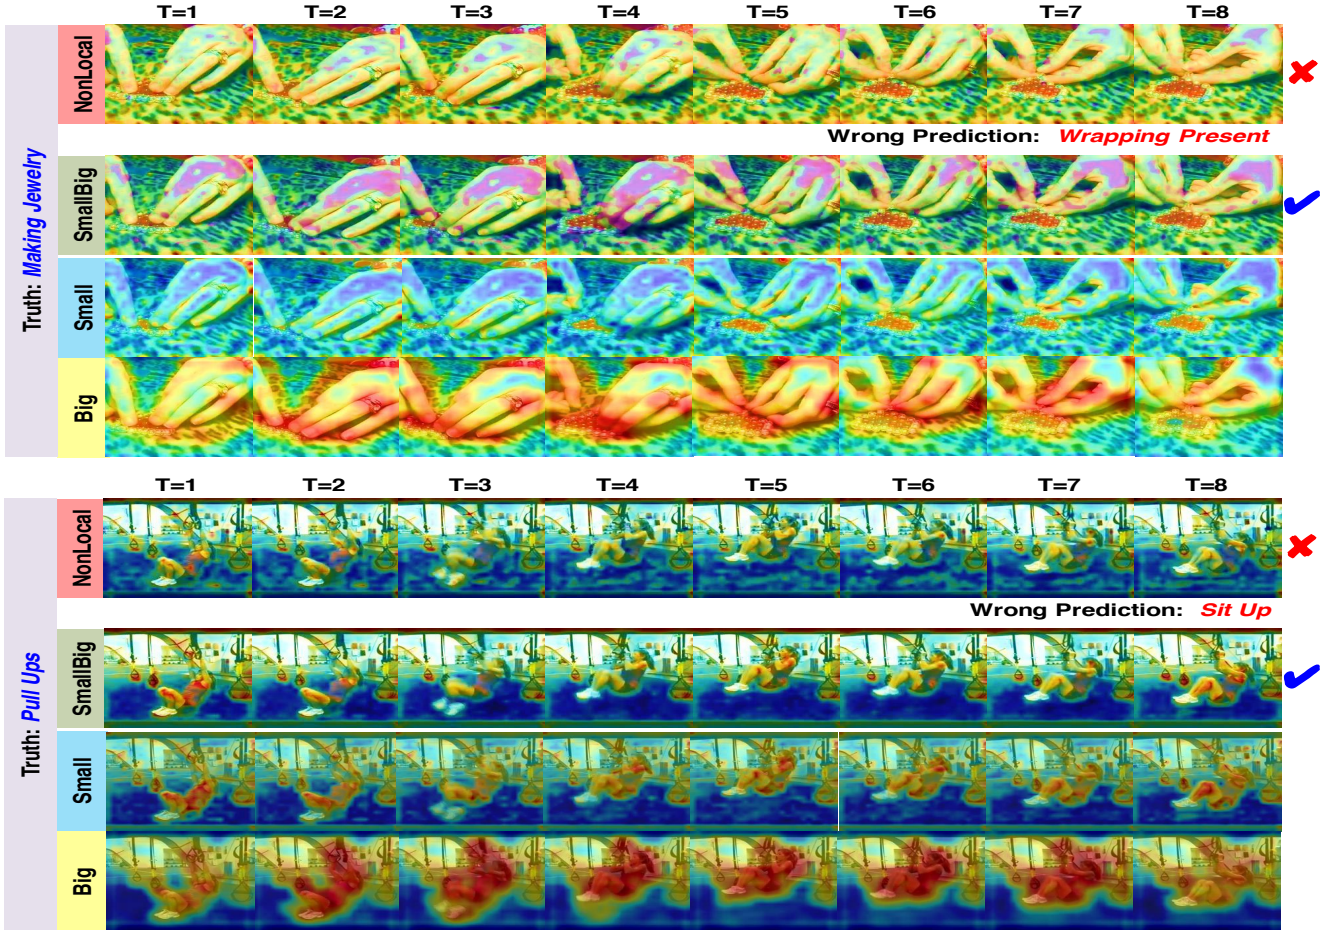 T=1 T=2 T=3 T=4 T=5 T=6 T=7 T=8
NonLocal
Wrong Prediction: Wrapping Present
Truth: Making Jewelry
SmallBig
Small
Big
T=1 T=2 T=3 T=4 T=5 T=6 T=7 T=8
NonLocal
Wrong Prediction: Sit Up
Truth: Pull Ups
SmallBig
Small
Big